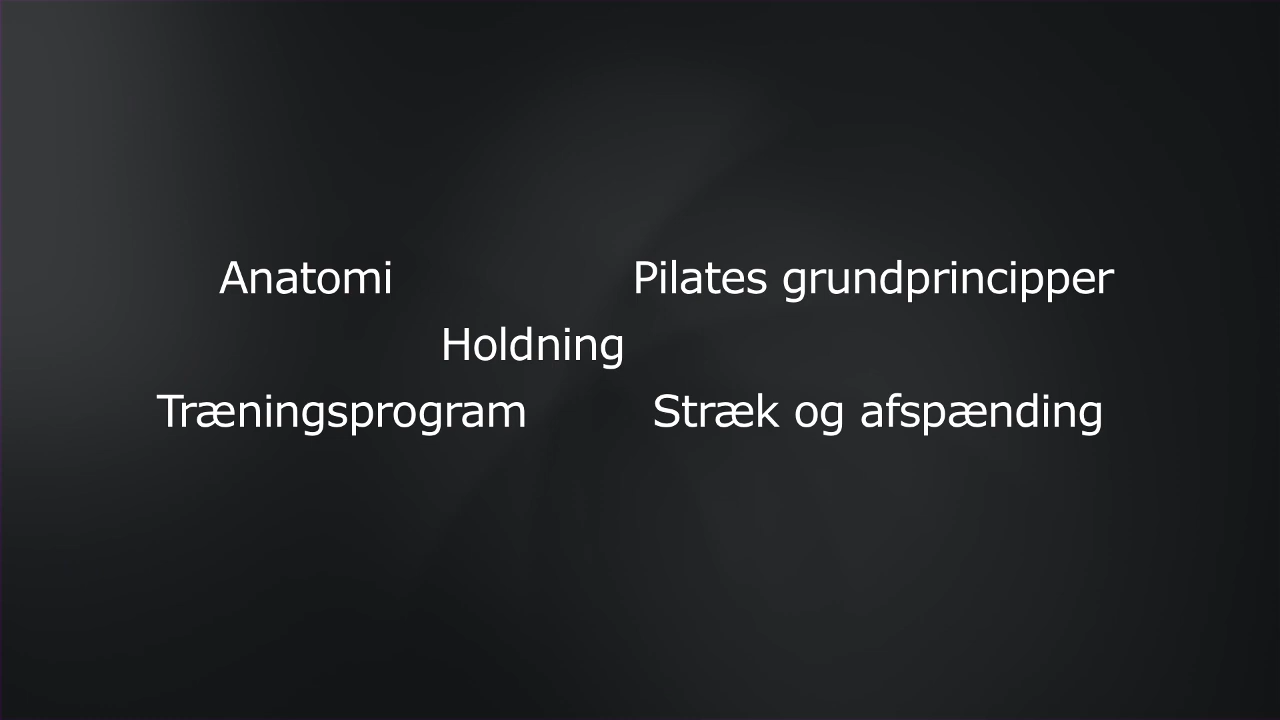 Anatomi Pilates grundprincipper
Holdning
Træningsprogram Stræk og afspænding